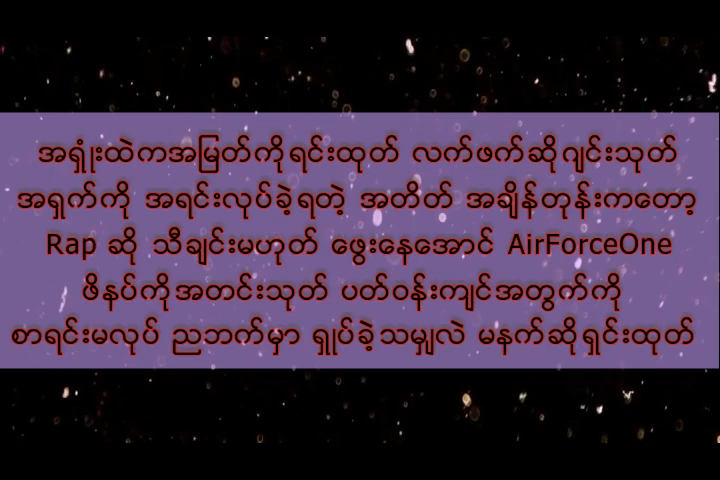 အရှုံးထဲကအမြတ်ကိုရင်းထုတ် လက်ဖက်ဆိုဂျင်းသုတ်
အရှက်ကို အရင်းလုပ်ခဲ့ရတဲ့ အတိတ် အချိန်တုန်းကတော့
Rap ဆို သီချင်းမဟုတ် ဖွေးနေအောင် AirForceOne
ဖိနပ်ကိုအတင်းသုတ် ပတ်ဝန်းကျင်အတွက်ကို
စာရင်းမလုပ် ညဘက်မှာ ရှုပ်ခဲ့သမျှလဲ မနက်ဆိုရှင်းထုတ်